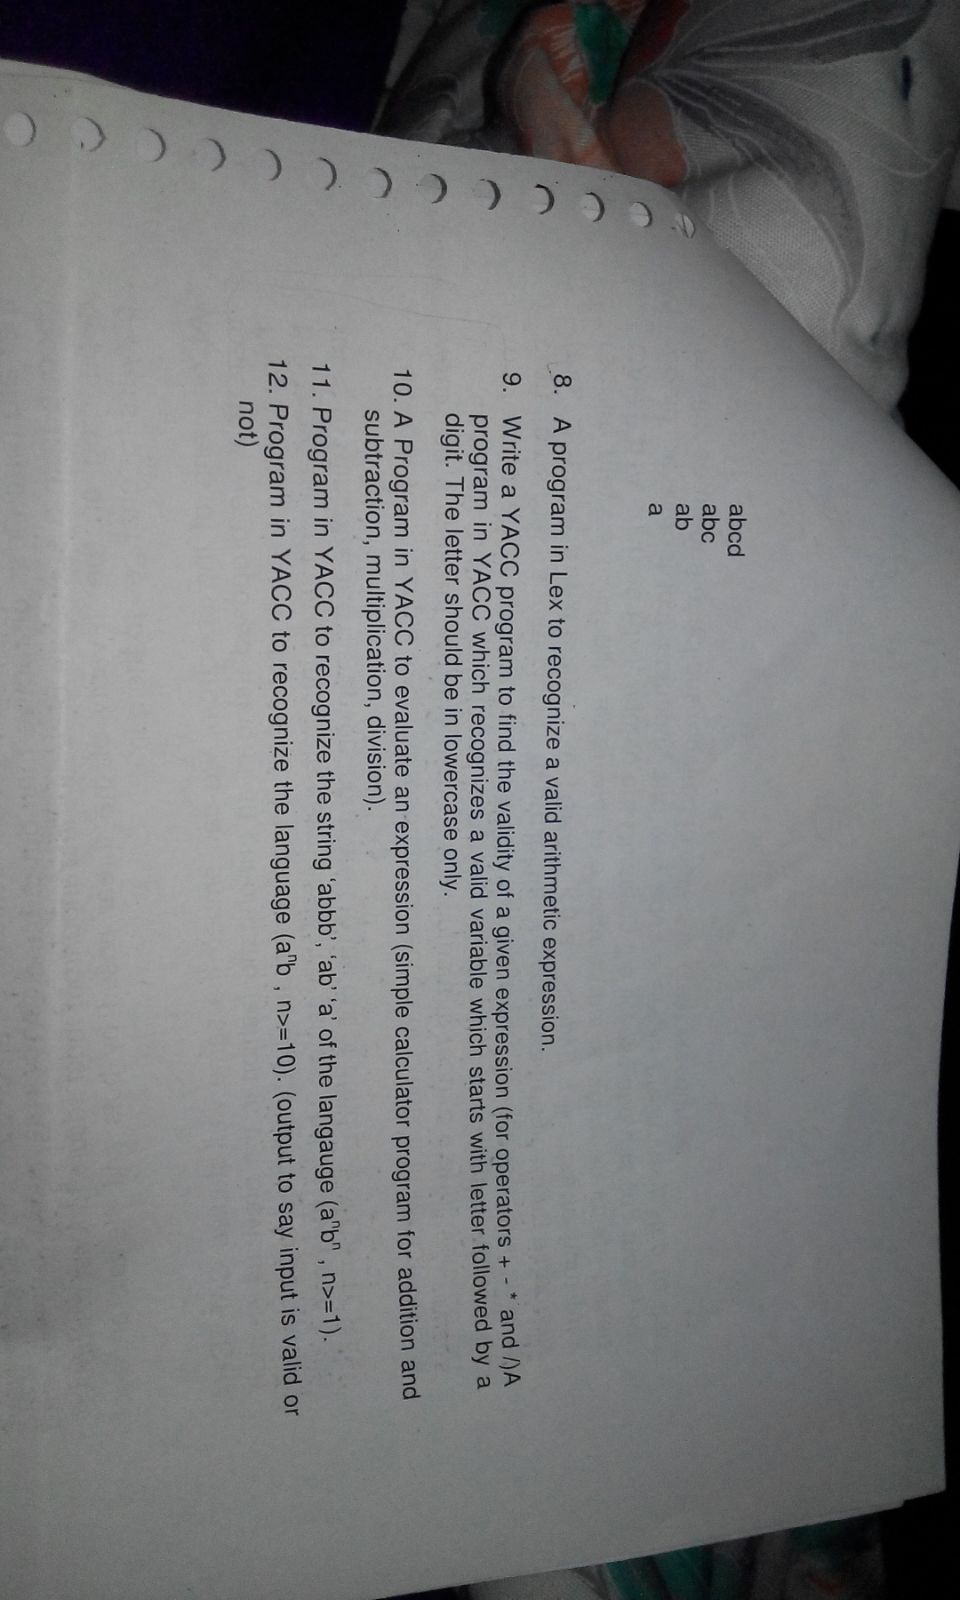 abcd
abc
ab
a
8. A program in Lex to recognize a valid arithmetic expression.
9. Write a YACC program to find the validity of a given expression (for operators + - * and /)A
program in YACC which recognizes a valid variable which starts with letter followed by a
digit. The letter should be in lowercase only.
10. A Program in YACC to evaluate an expression (simple calculator program for addition and
subtraction, multiplication, division).
11. Program in YACC to recognize the string ‘abbb’, ‘ab’ ‘a’ of the langauge (aⁿbⁿ , n>=1).
12. Program in YACC to recognize the language (aⁿb , n>=10). (output to say input is valid or
not)